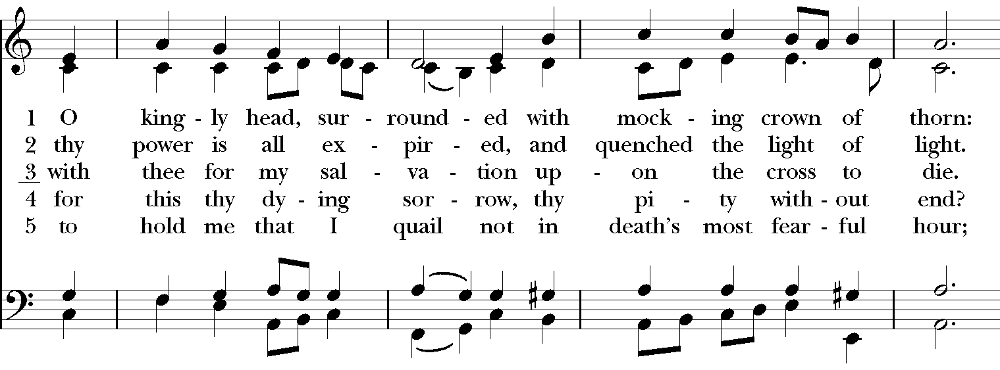 1 O king - ly head, sur - round - ed with mock - ing crown of thorn:
2 thy power is all ex - pir - ed, and quenched the light of light.
3 with thee for my sal - va - tion up - on the cross to die.
4 for this thy dy - ing sor - row, thy pi - ty with - out end?
5 to hold me that I quail not in death's most fear - ful hour;